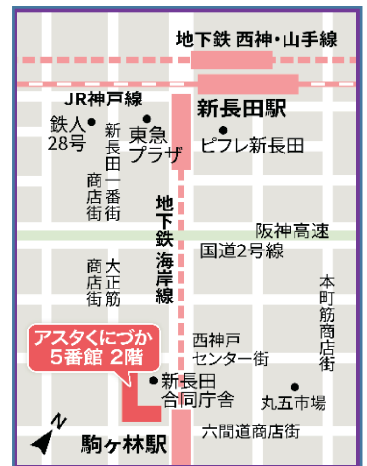 地下鉄 西神・山手線
JR神戸線
新長田駅
鉄人
28号
新長田一番街
商店街
東急
プラザ
ピフレ新長田
地下鉄 海岸線
阪神高速
国道2号線
大正筋
商店街
本町筋商店街
アスタくにづか
5番館 2階
西神戸
センター街
新長田
合同庁舎
丸五市場
六間道商店街
駒ヶ林駅
N